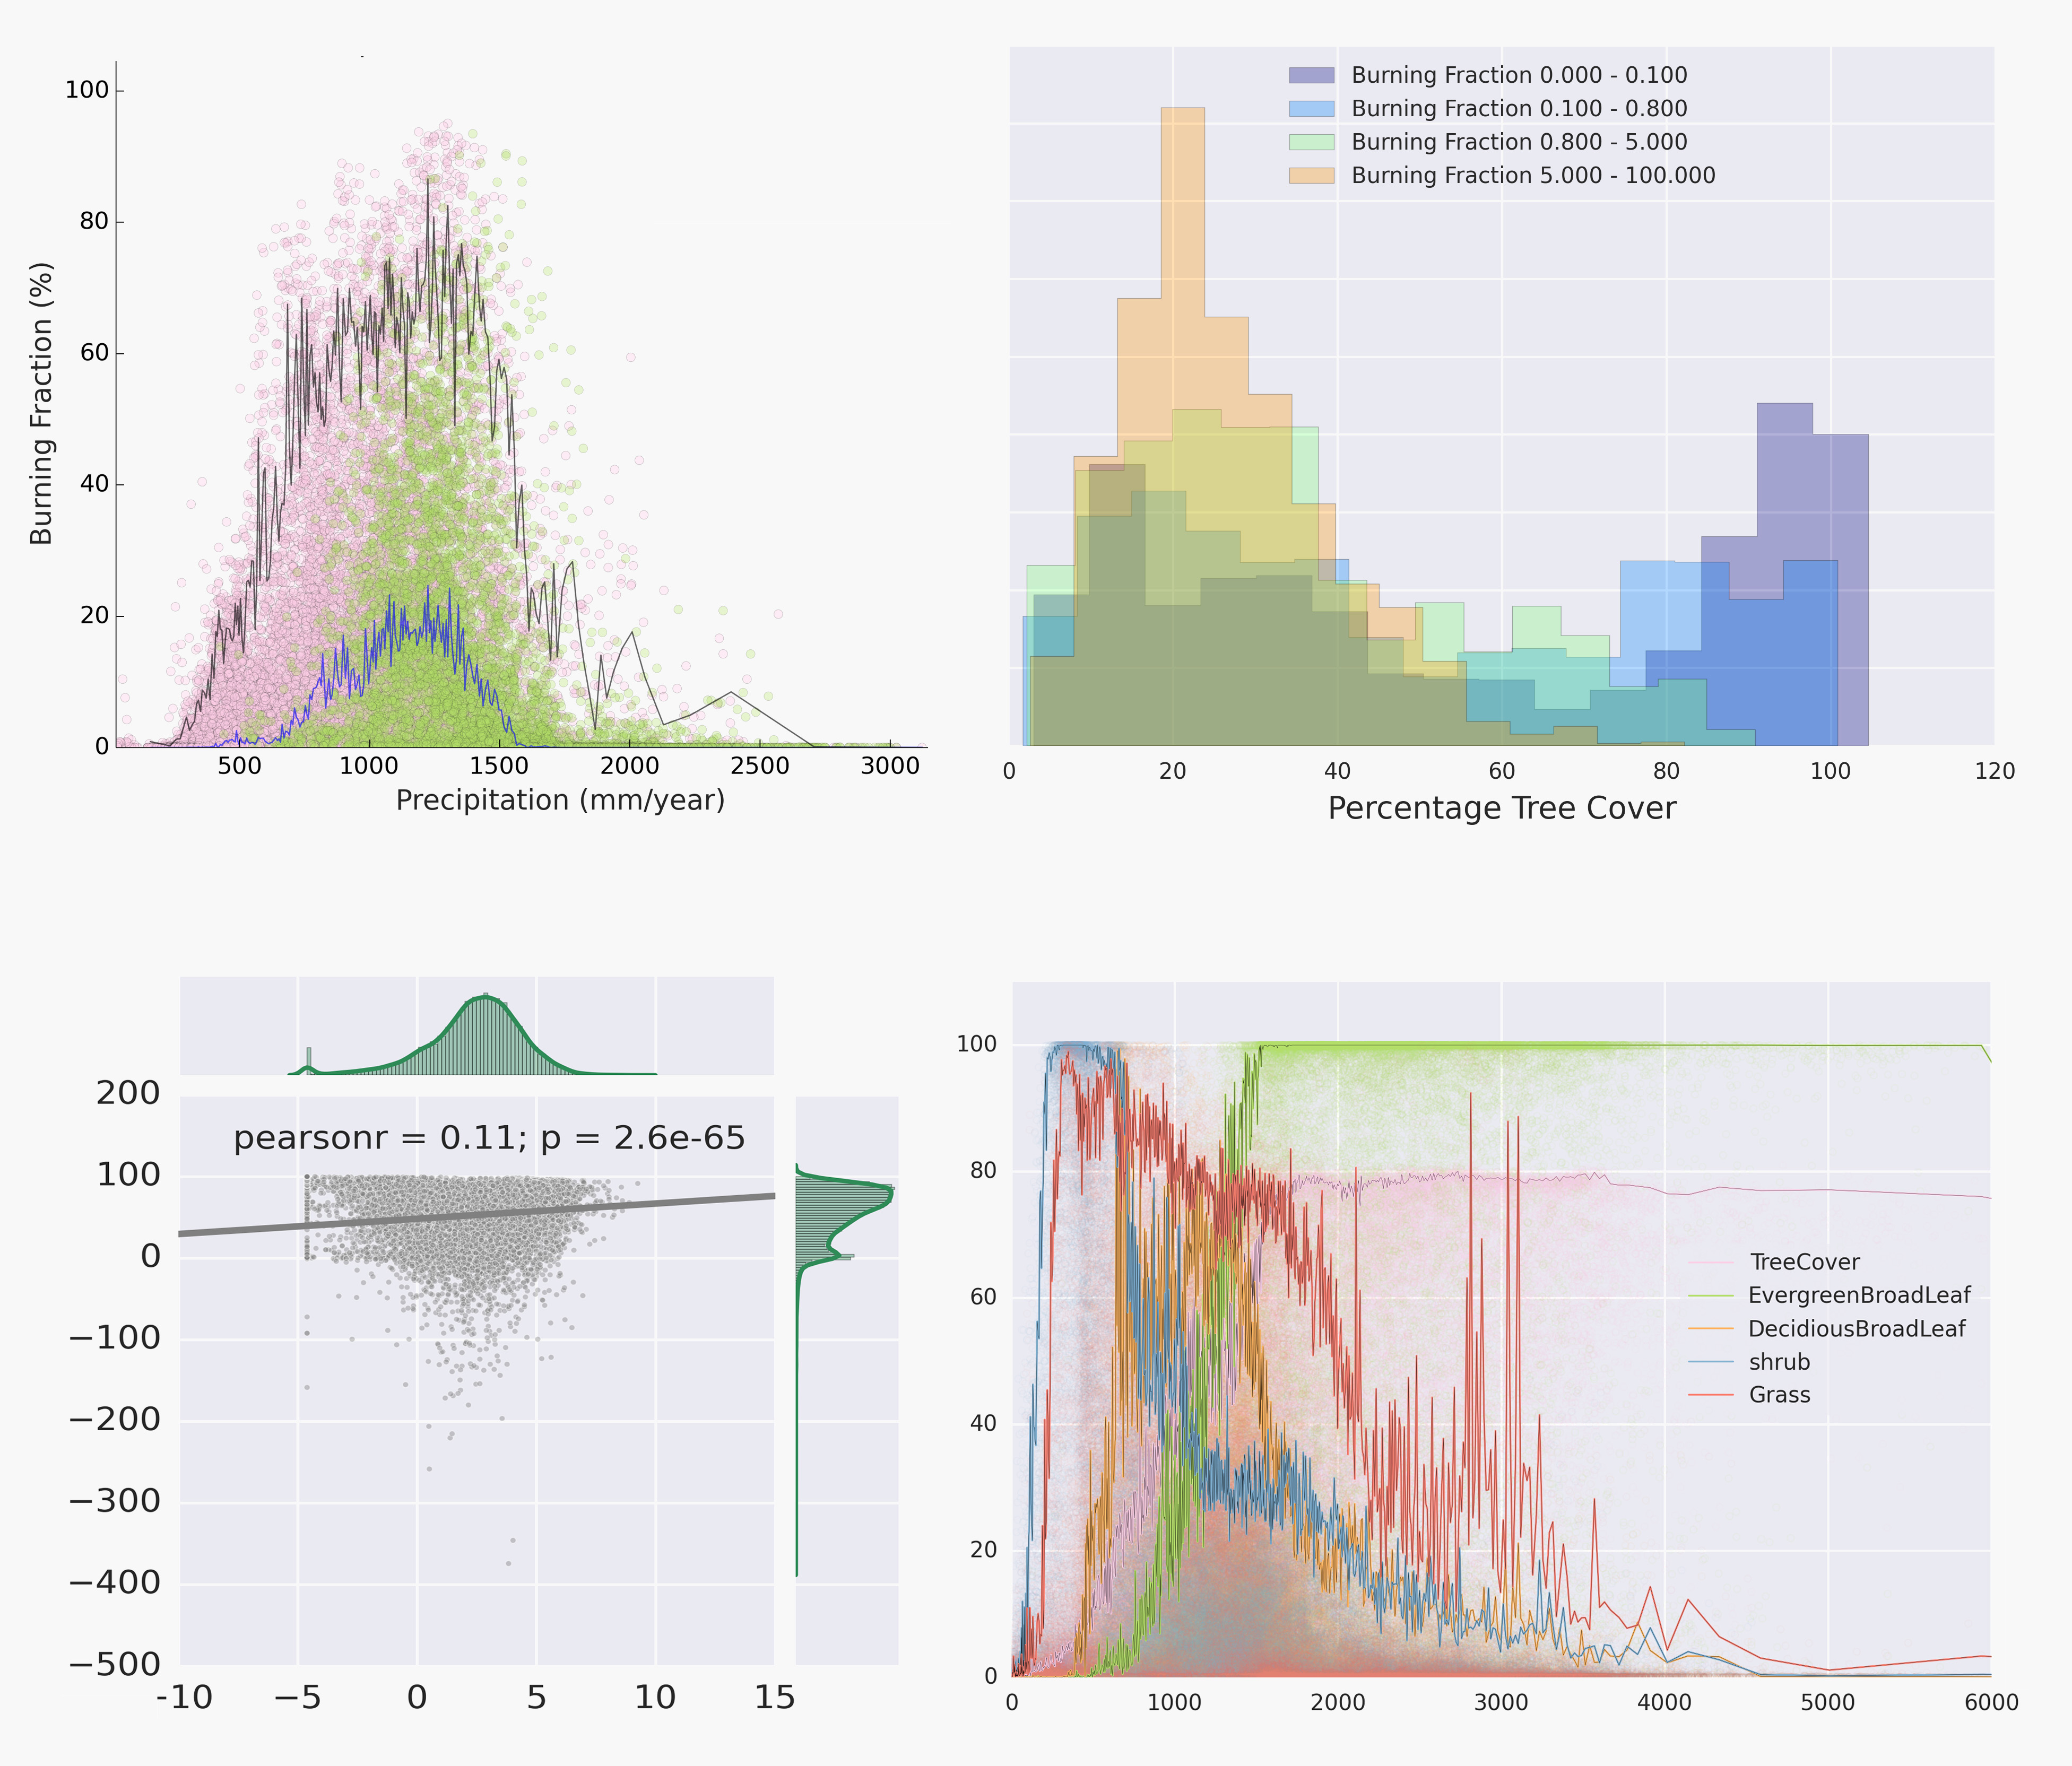 100
80
60
40
20
0
Burning Fraction (%)
500 1000 1500 2000 2500 3000
Precipitation (mm/year)
Burning Fraction 0.000 - 0.100
Burning Fraction 0.100 - 0.800
Burning Fraction 0.800 - 5.000
Burning Fraction 5.000 - 100.000
0 20 40 60 80 100 120
Percentage Tree Cover
pearsonr = 0.11; p = 2.6e-65
200
100
0
−100
−200
−300
−400
−500
-10 −5 0 5 10 15
100
80
60
40
20
0
TreeCover
EvergreenBroadLeaf
DecidiousBroadLeaf
shrub
Grass
0 1000 2000 3000 4000 5000 6000